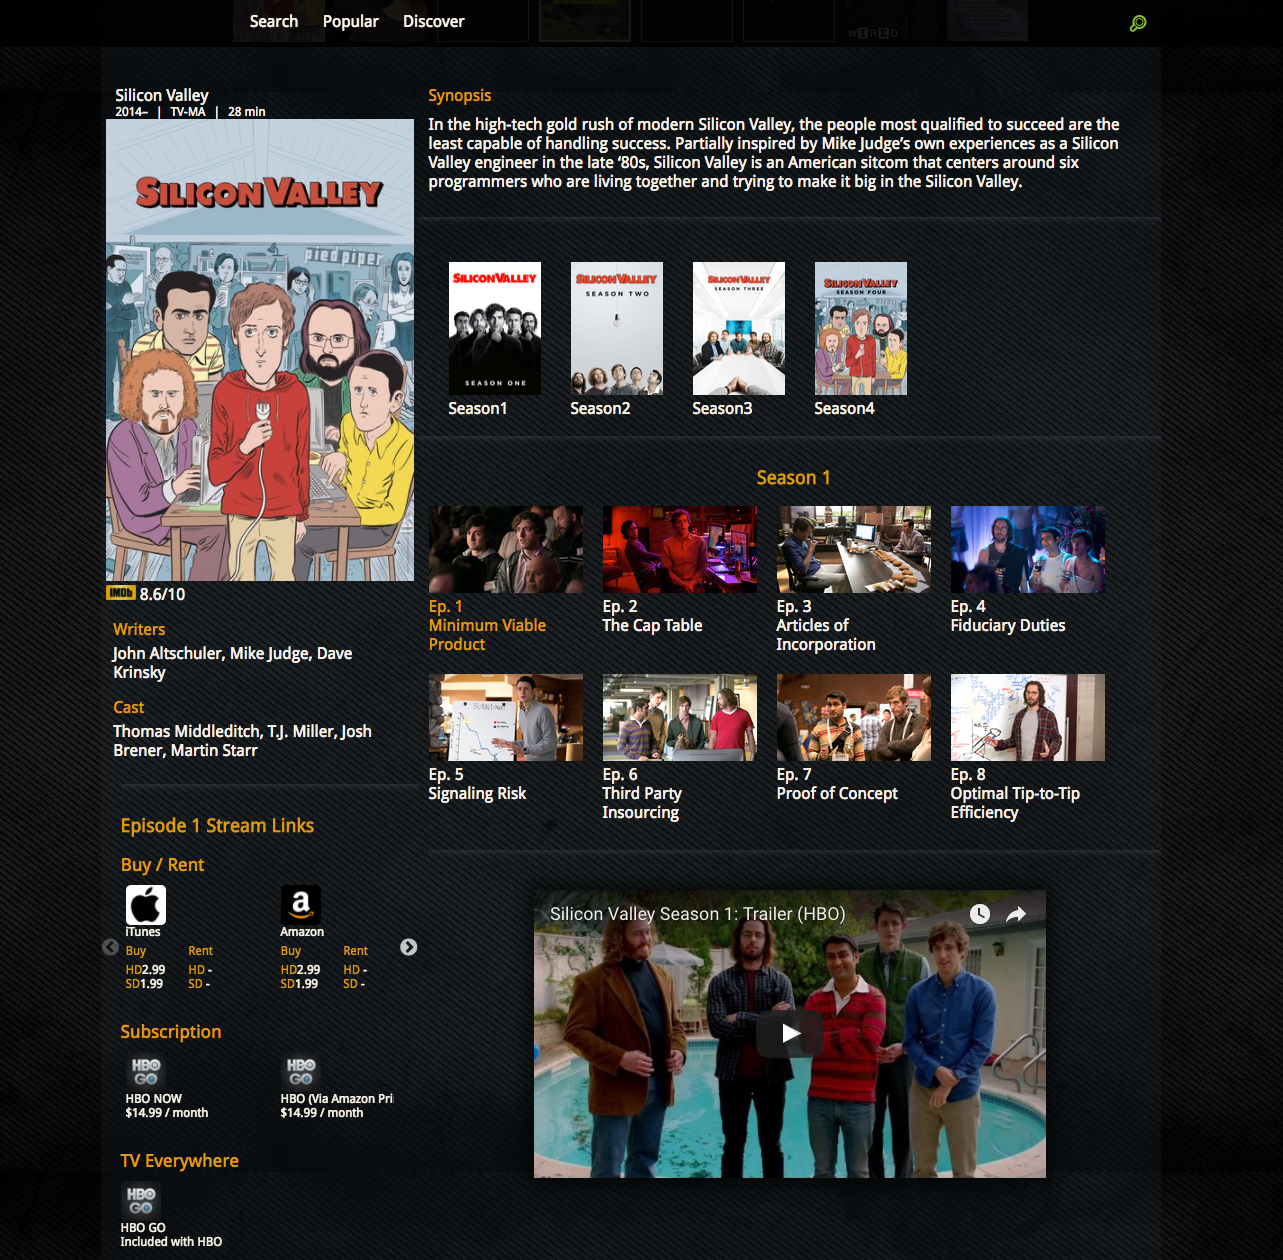 Search Popular Discover
WIRED
Silicon Valley
2014– | TV-MA | 28 min
SILICON VALLEY
pied piper
IMDb 8.6/10
Writers
John Altschuler, Mike Judge, Dave
Krinsky
Cast
Thomas Middleditch, T.J. Miller, Josh
Brener, Martin Starr
Synopsis
In the high-tech gold rush of modern Silicon Valley, the people most qualified to succeed are the
least capable of handling success. Partially inspired by Mike Judge’s own experiences as a Silicon
Valley engineer in the late ‘80s, Silicon Valley is an American sitcom that centers around six
programmers who are living together and trying to make it big in the Silicon Valley.
SILICON VALLEY
SEASON ONE
Season1
SILICON VALLEY
SEASON TWO
Season2
SILICON VALLEY
SEASON THREE
Season3
SILICON VALLEY
SEASON FOUR
Season4
Season 1
Ep. 1
Minimum Viable
Product
Ep. 2
The Cap Table
Ep. 3
Articles of
Incorporation
Ep. 4
Fiduciary Duties
Ep. 5
Signaling Risk
Ep. 6
Third Party
Insourcing
Ep. 7
Proof of Concept
Ep. 8
Optimal Tip-to-Tip
Efficiency
Episode 1 Stream Links
Buy / Rent
iTunes
Buy Rent
HD2.99 HD -
SD1.99 SD -
a
Amazon
Buy Rent
HD2.99 HD -
SD1.99 SD -
Subscription
HBO
GO
HBO NOW
$14.99 / month
HBO
GO
HBO (Via Amazon Pri
$14.99 / month
TV Everywhere
HBO
GO
HBO GO
Included with HBO
Silicon Valley Season 1: Trailer (HBO)